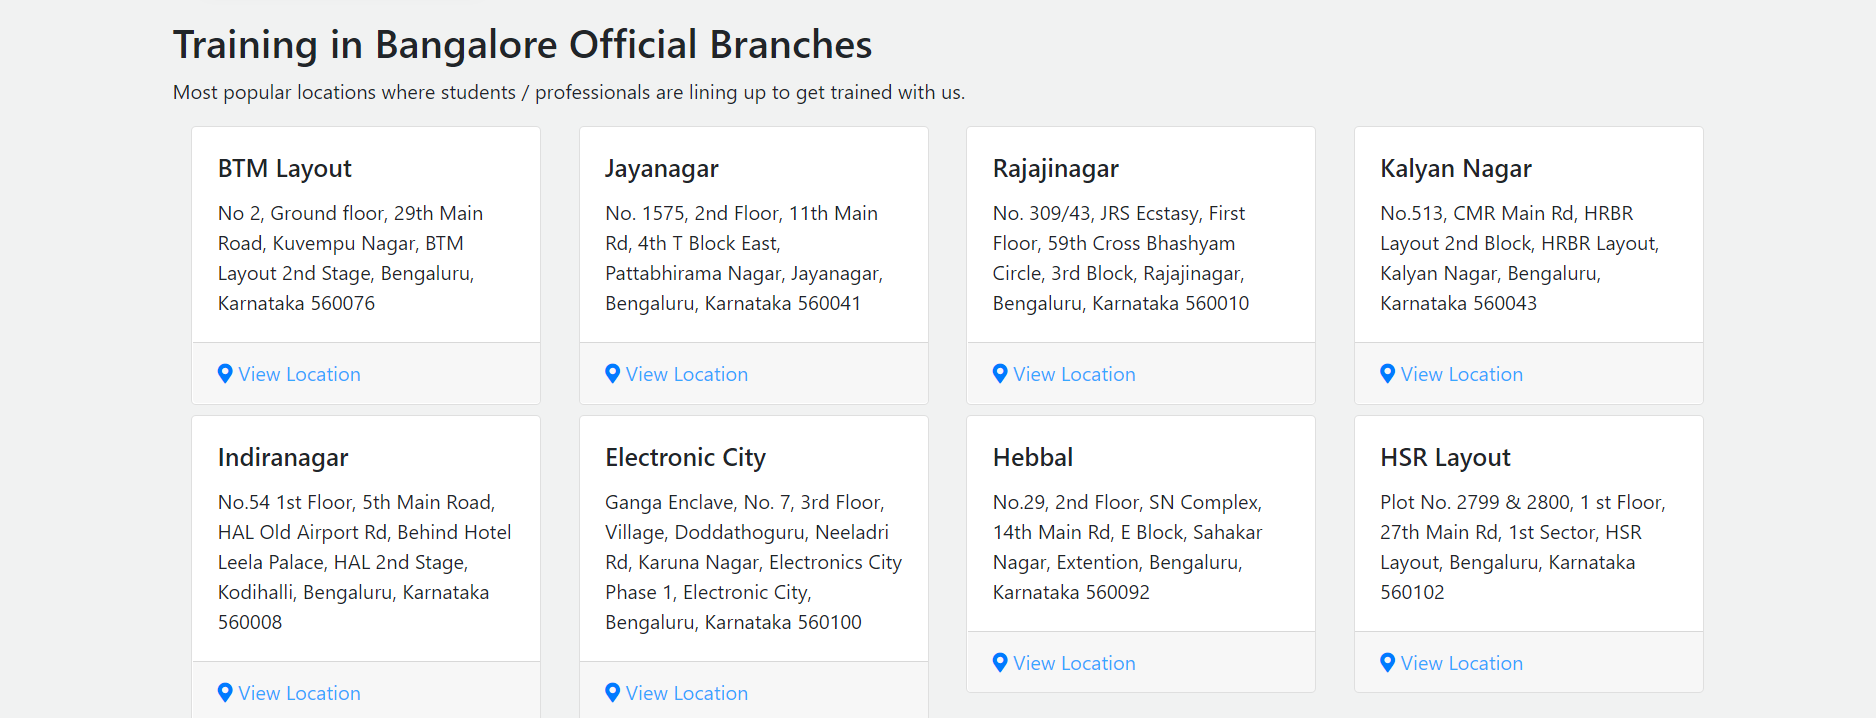 Training in Bangalore Official Branches
Most popular locations where students / professionals are lining up to get trained with us.
BTM Layout
No 2, Ground floor, 29th Main
Road, Kuvempu Nagar, BTM
Layout 2nd Stage, Bengaluru,
Karnataka 560076
View Location
Jayanagar
No. 1575, 2nd Floor, 11th Main
Rd, 4th T Block East,
Pattabhirama Nagar, Jayanagar,
Bengaluru, Karnataka 560041
View Location
Rajajinagar
No. 309/43, JRS Ecstasy, First
Floor, 59th Cross Bhashyam
Circle, 3rd Block, Rajajinagar,
Bengaluru, Karnataka 560010
View Location
Kalyan Nagar
No.513, CMR Main Rd, HRBR
Layout 2nd Block, HRBR Layout,
Kalyan Nagar, Bengaluru,
Karnataka 560043
View Location
Indiranagar
No.54 1st Floor, 5th Main Road,
HAL Old Airport Rd, Behind Hotel
Leela Palace, HAL 2nd Stage,
Kodihalli, Bengaluru, Karnataka
560008
View Location
Electronic City
Ganga Enclave, No. 7, 3rd Floor,
Village, Doddathoguru, Neeladri
Rd, Karuna Nagar, Electronics City
Phase 1, Electronic City,
Bengaluru, Karnataka 560100
View Location
Hebbal
No.29, 2nd Floor, SN Complex,
14th Main Rd, E Block, Sahakar
Nagar, Extention, Bengaluru,
Karnataka 560092
View Location
HSR Layout
Plot No. 2799 & 2800, 1 st Floor,
27th Main Rd, 1st Sector, HSR
Layout, Bengaluru, Karnataka
560102
View Location